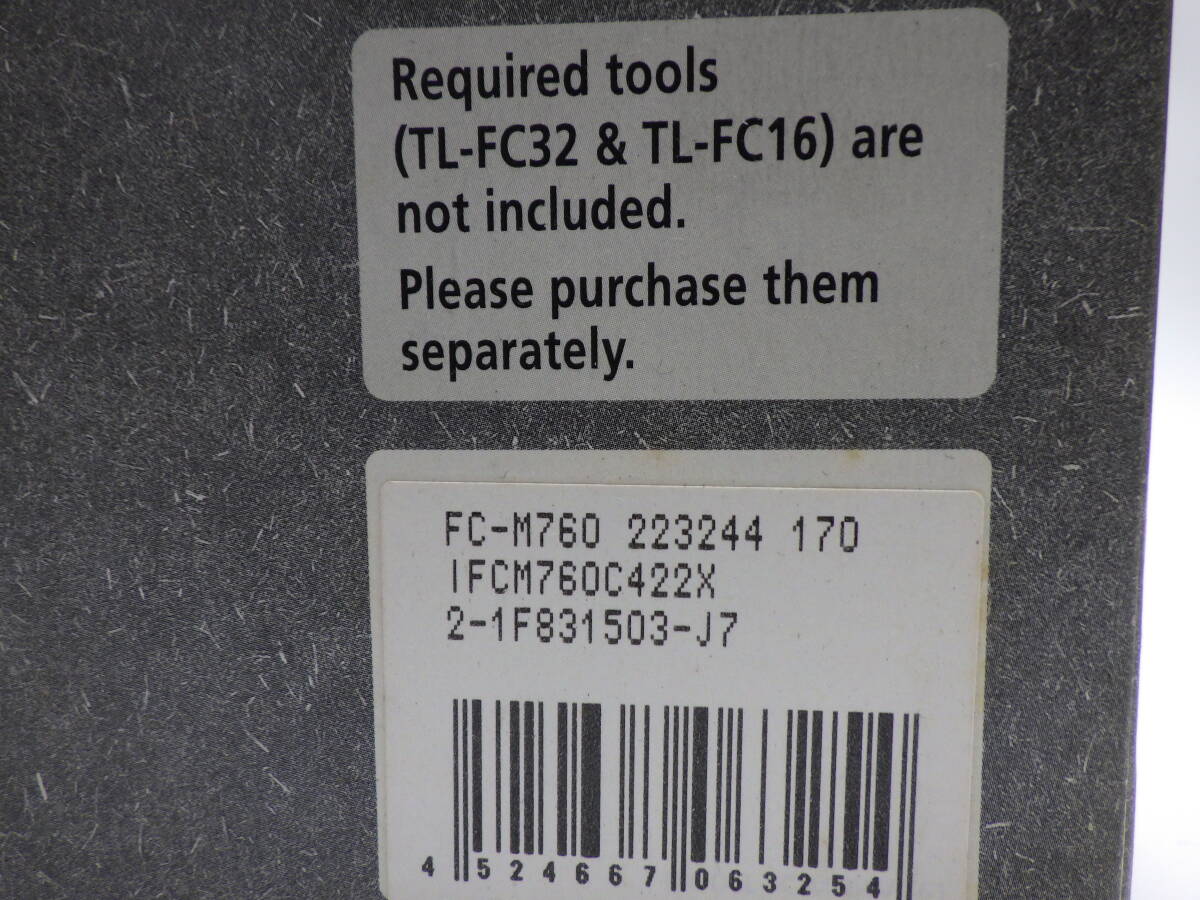 Required tools
(TL-FC32 & TL-FC16) are
not included.
Please purchase them
separately.
FC-M760 223244 170
IFCM760C422X
2-1F831503-J7
4 524667 063254